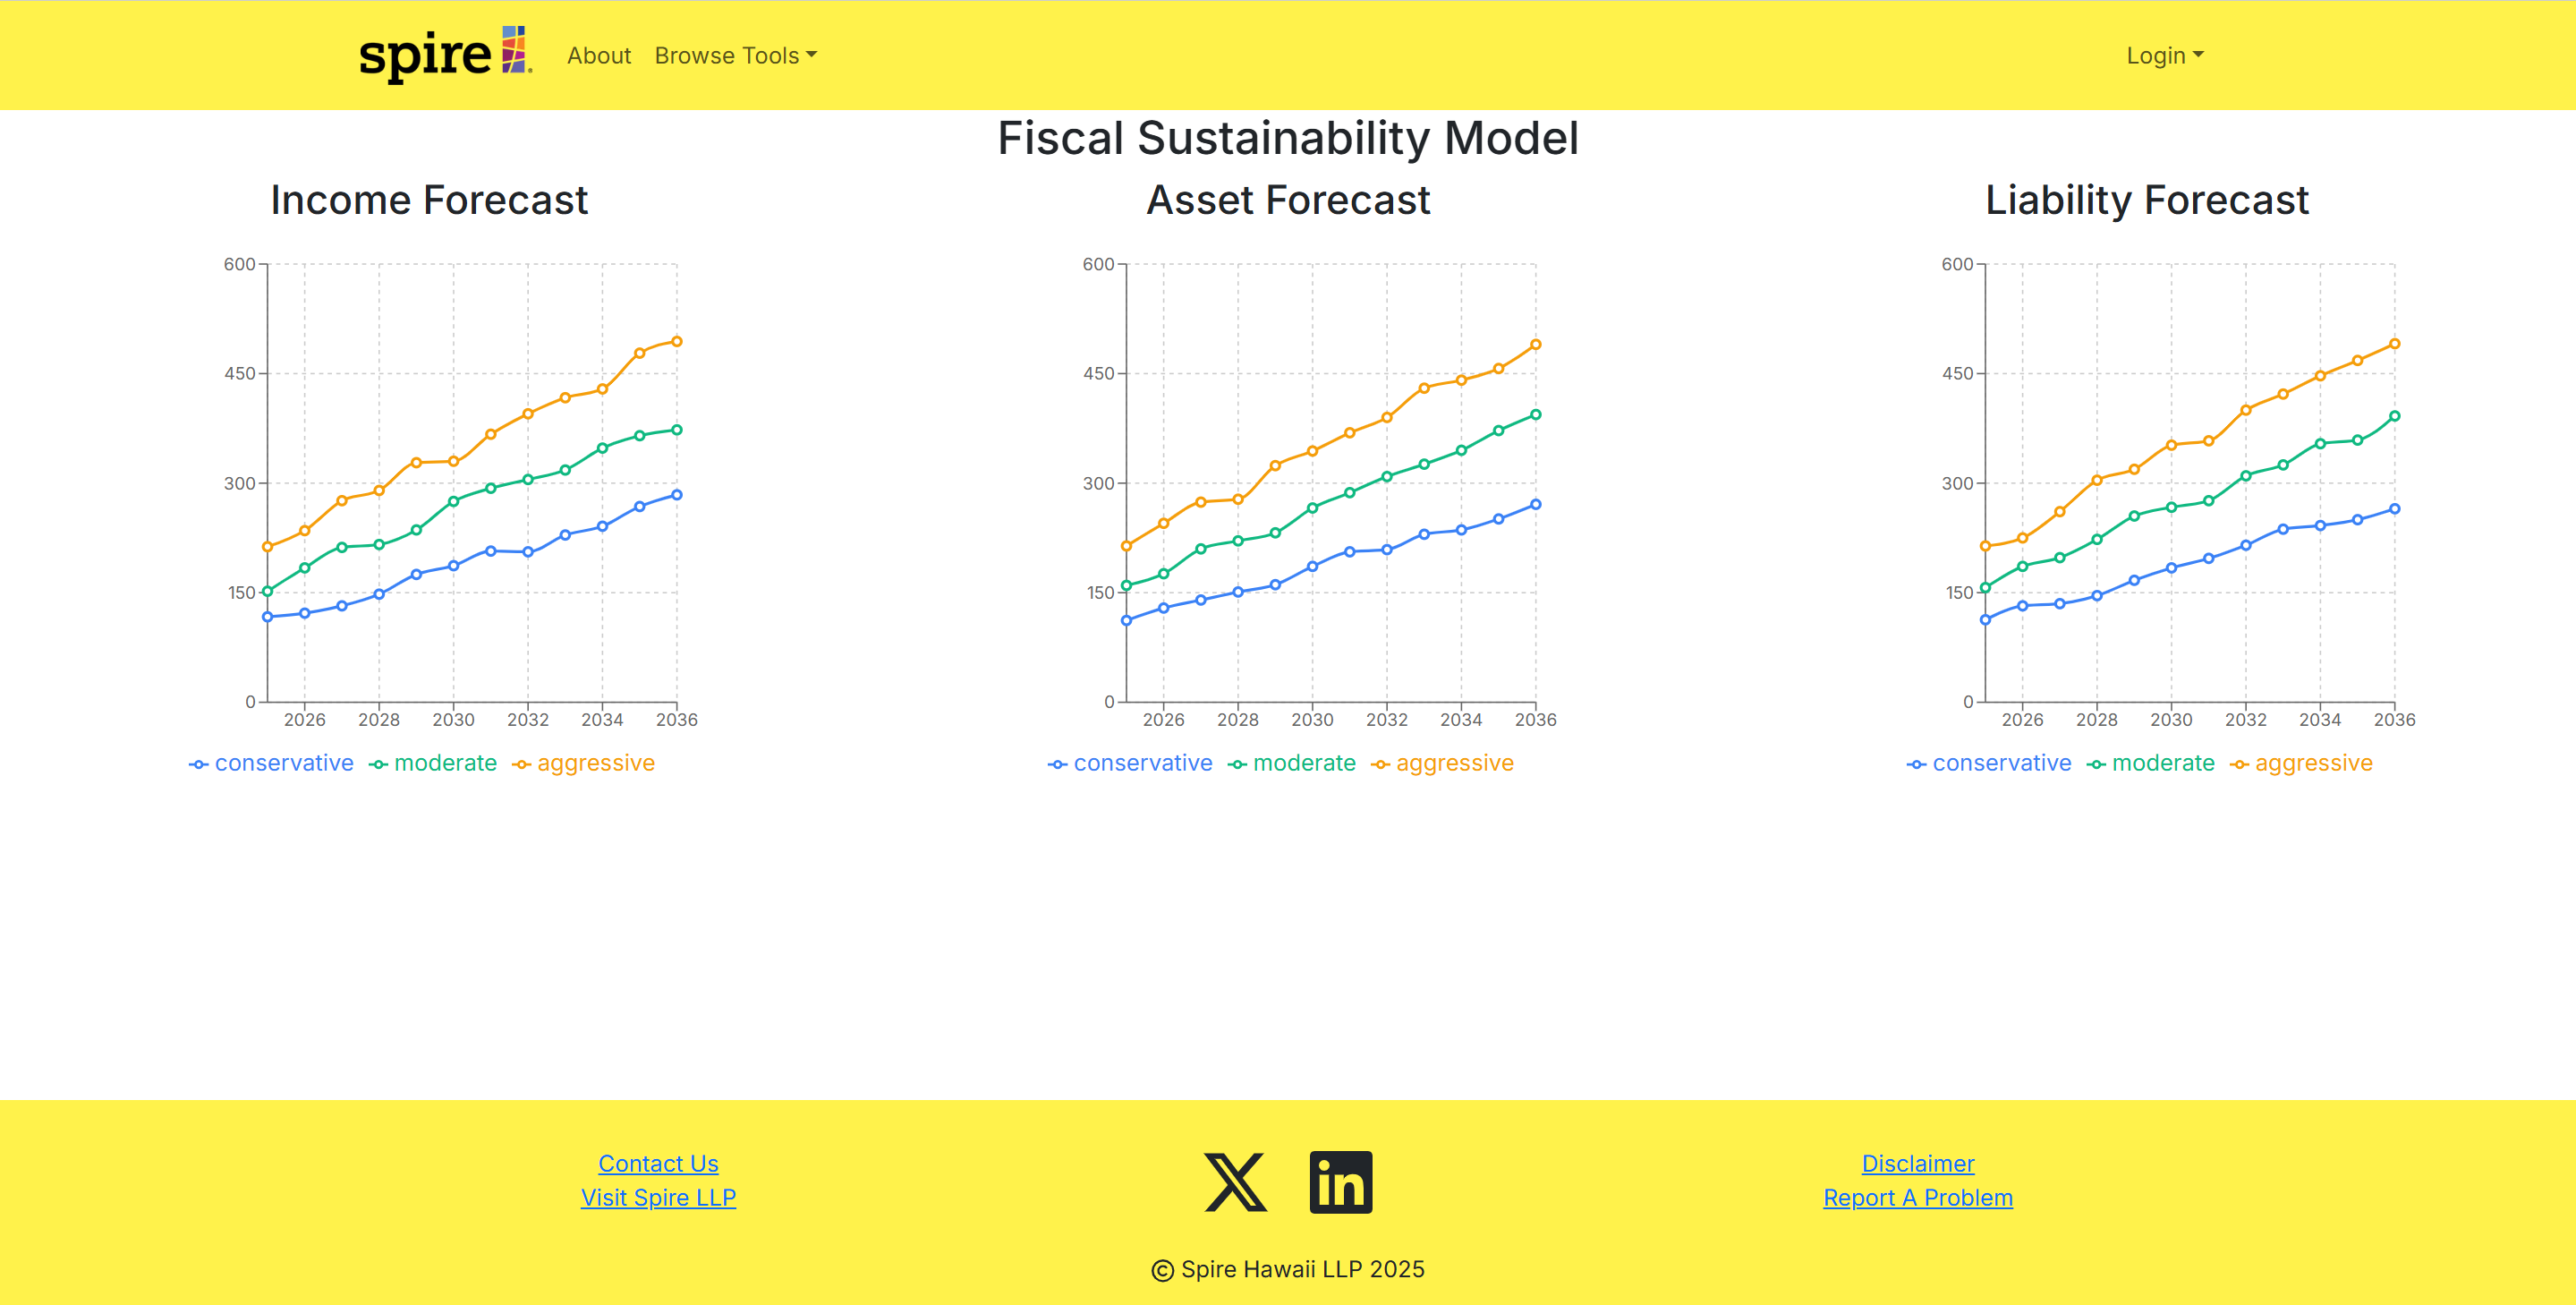 spire
About Browse Tools
Login
Fiscal Sustainability Model
Income Forecast
600
450
300
150
0
2026 2028 2030 2032 2034 2036
conservative moderate aggressive
Asset Forecast
600
450
300
150
0
2026 2028 2030 2032 2034 2036
conservative moderate aggressive
Liability Forecast
600
450
300
150
0
2026 2028 2030 2032 2034 2036
conservative moderate aggressive
Contact Us
Visit Spire LLP
X
in
Disclaimer
Report A Problem
© Spire Hawaii LLP 2025